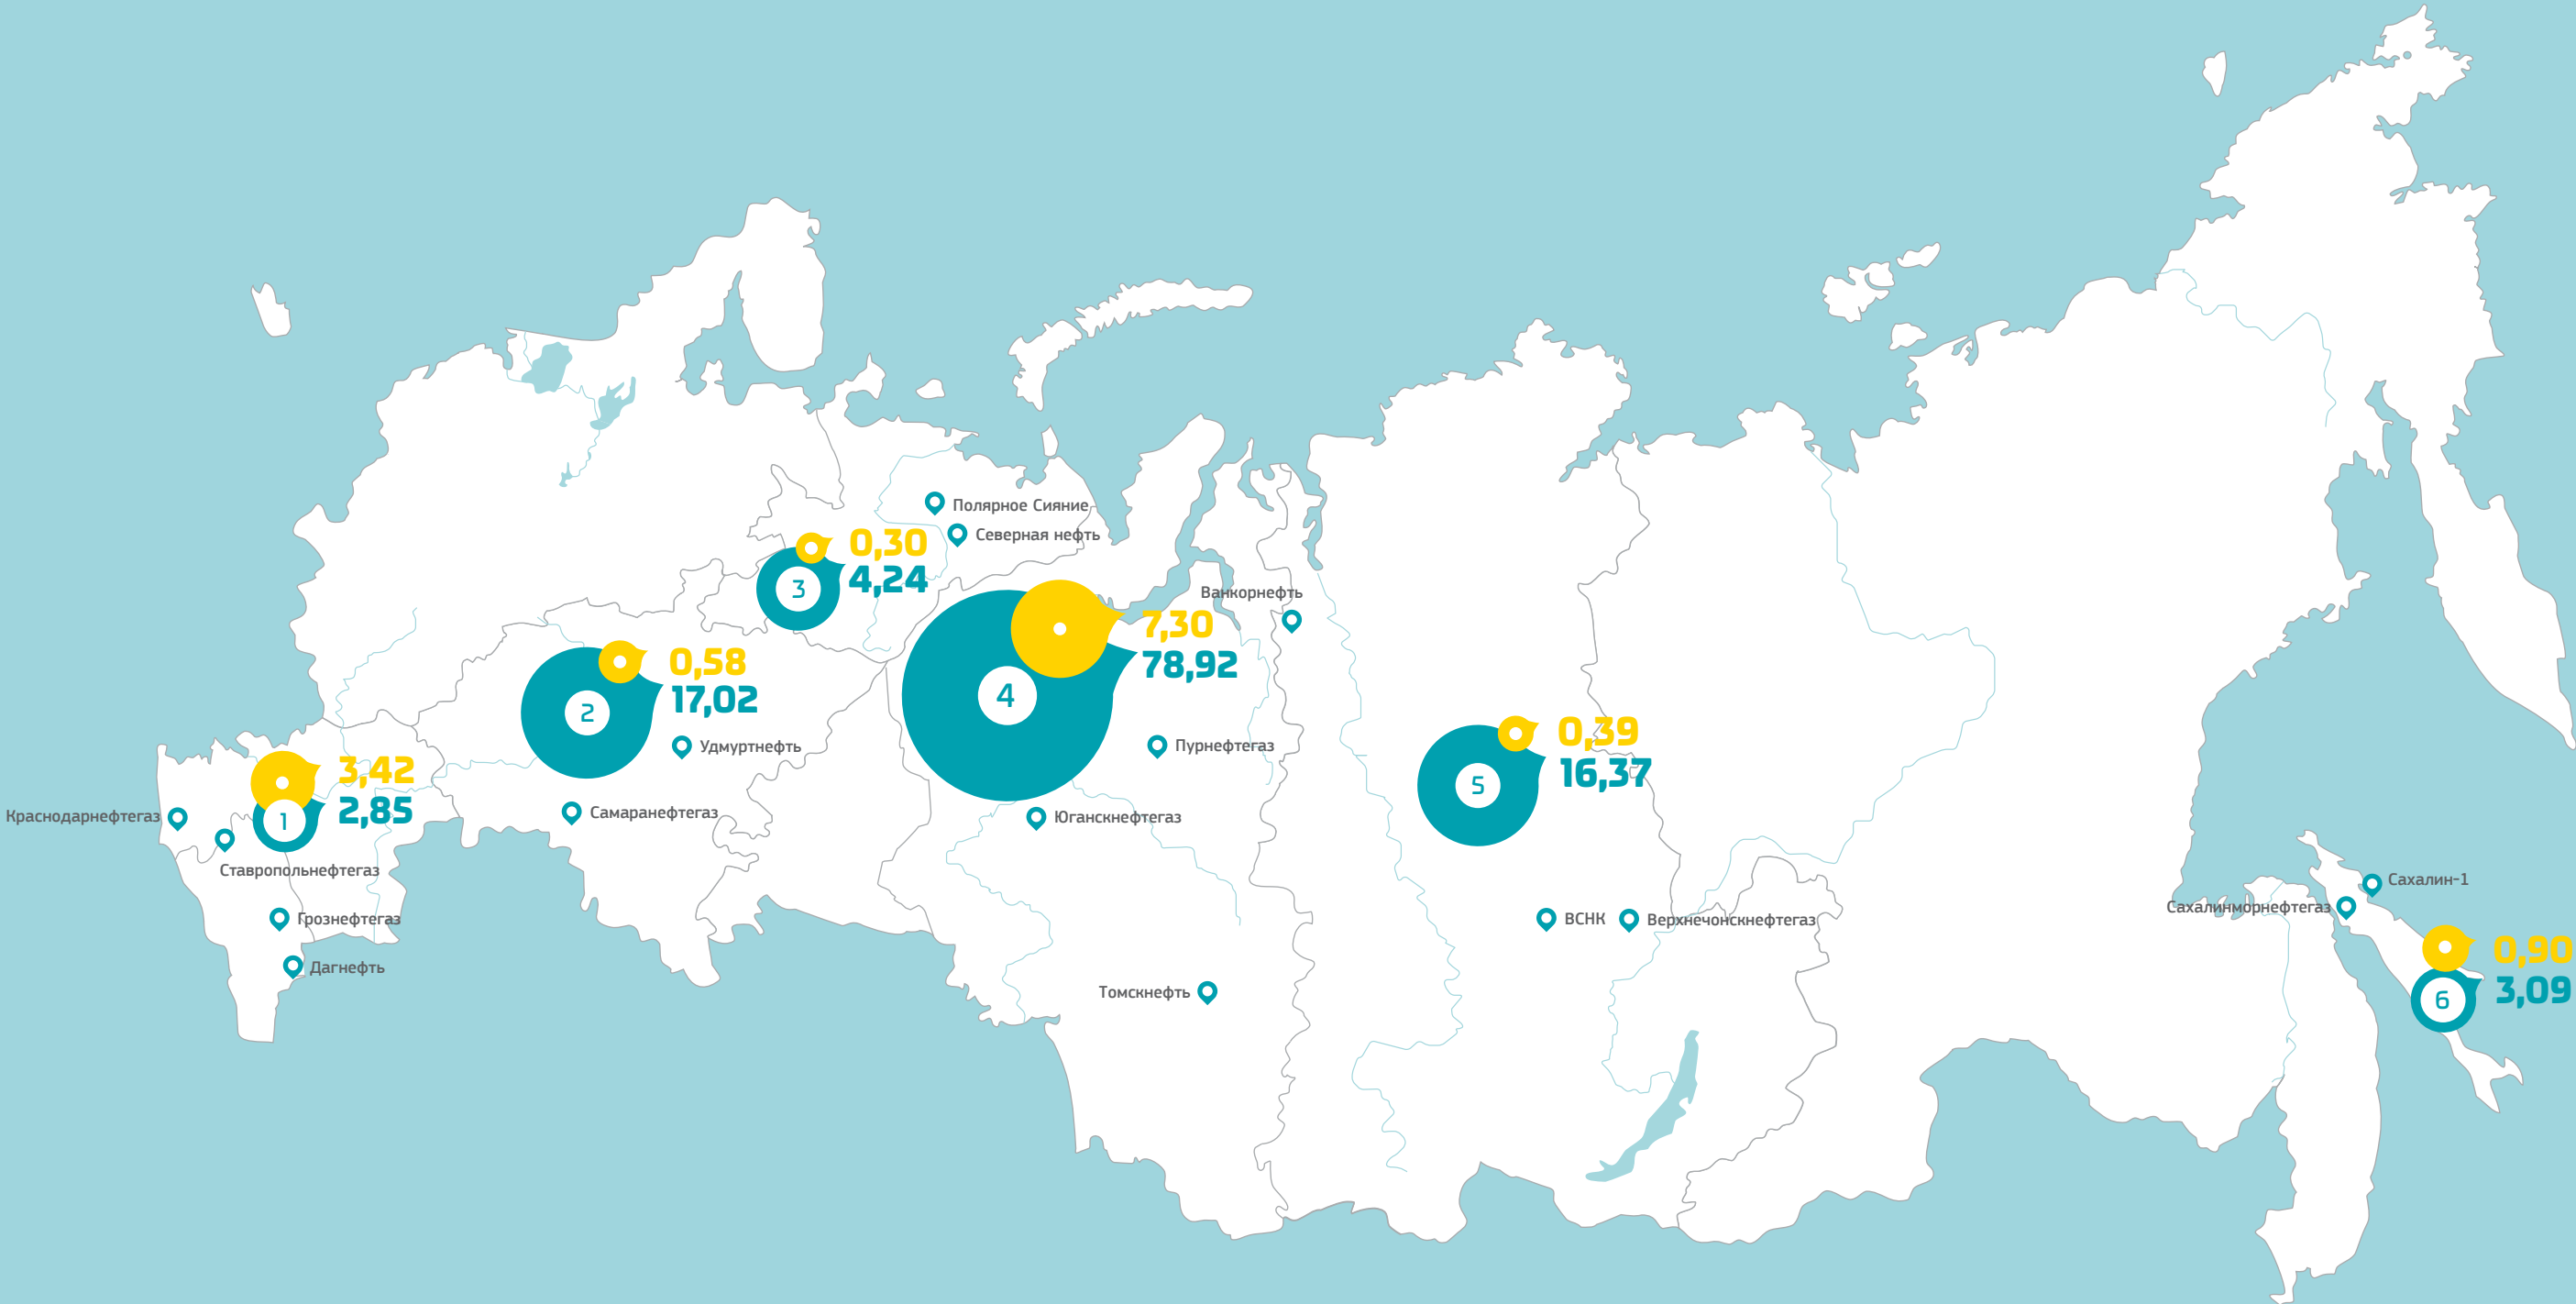 Полярное Сияние
Северная нефть
0,30
4,24
3
Ванкорнефть
7,30
78,92
4
0,58
17,02
2
Удмуртнефть
Самаранефтегаз
Пурнефтегаз
Юганскнефтегаз
0,39
16,37
5
3,42
2,85
1
Краснодарнефтегаз
Ставропольнефтегаз
Грознефтегаз
Дагнефть
ВСНК
Верхнечонскнефтегаз
Томскнефть
Сахалин-1
Сахалинморнефтегаз
0,90
3,09
6